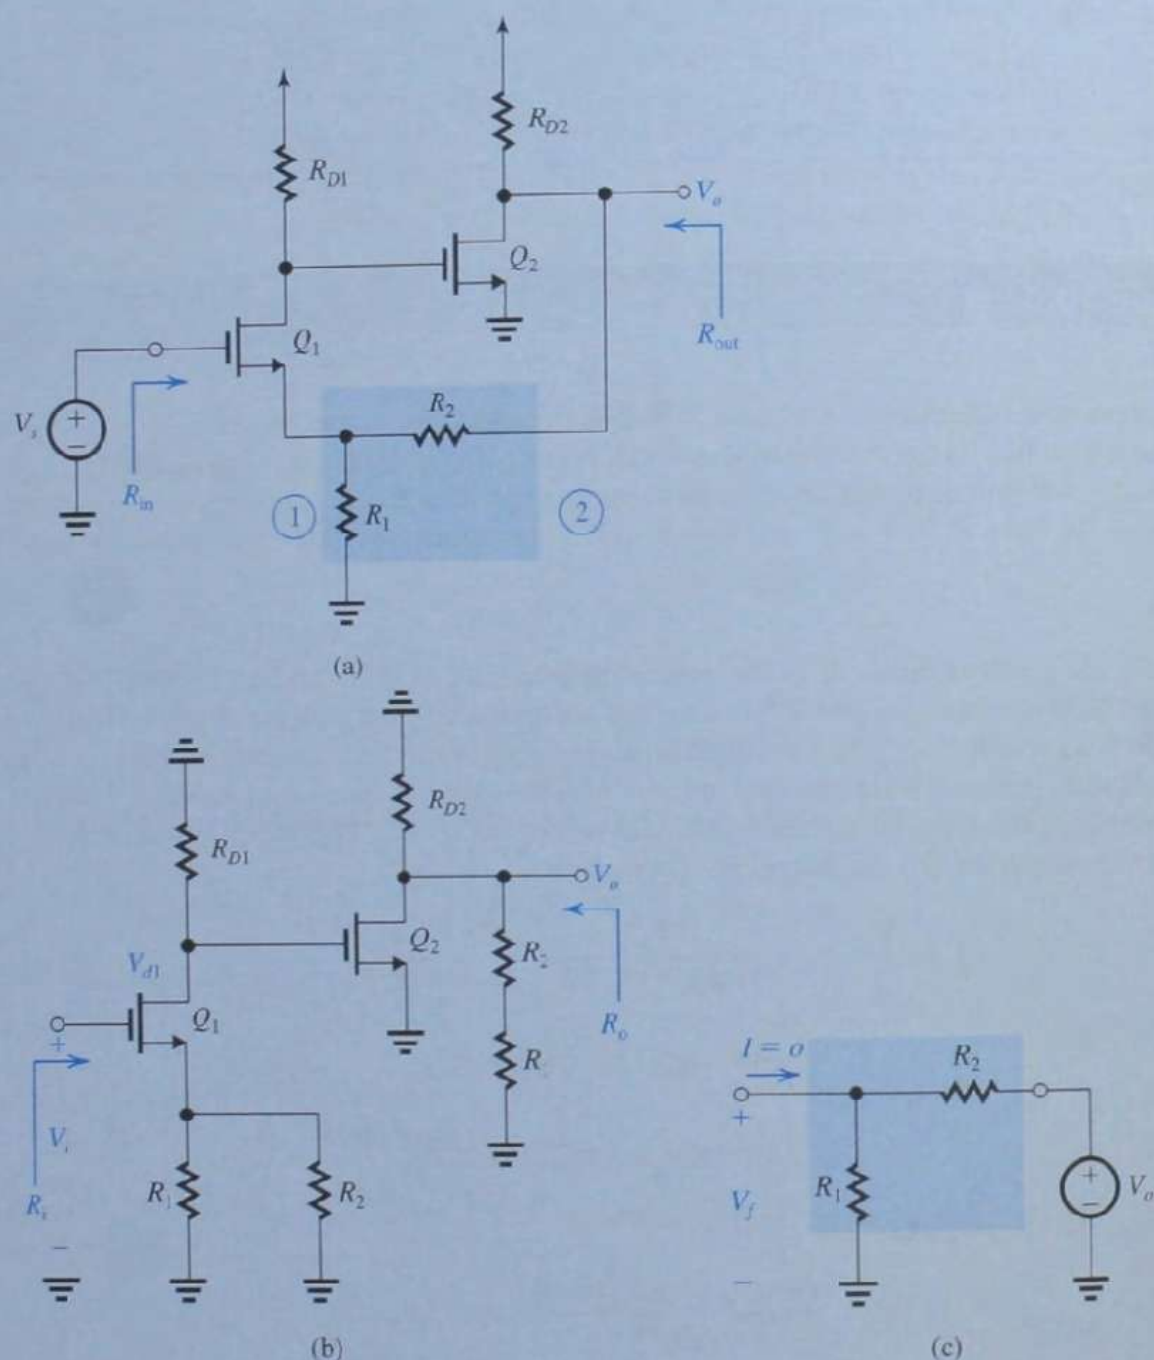 R_D2
R_D1
V_o
Q_2
Q_1
R_out
V_s
+
−
R_2
R_in
1
R_1
2
(a)
R_D2
R_D1
V_o
Q_2
R_2
V_d1
Q_1
R_o
+
R
I = o
R_2
+
V_i
R_1
R_2
V_f
R_1
+
−
V_o
R_i
−
−
(b)
(c)